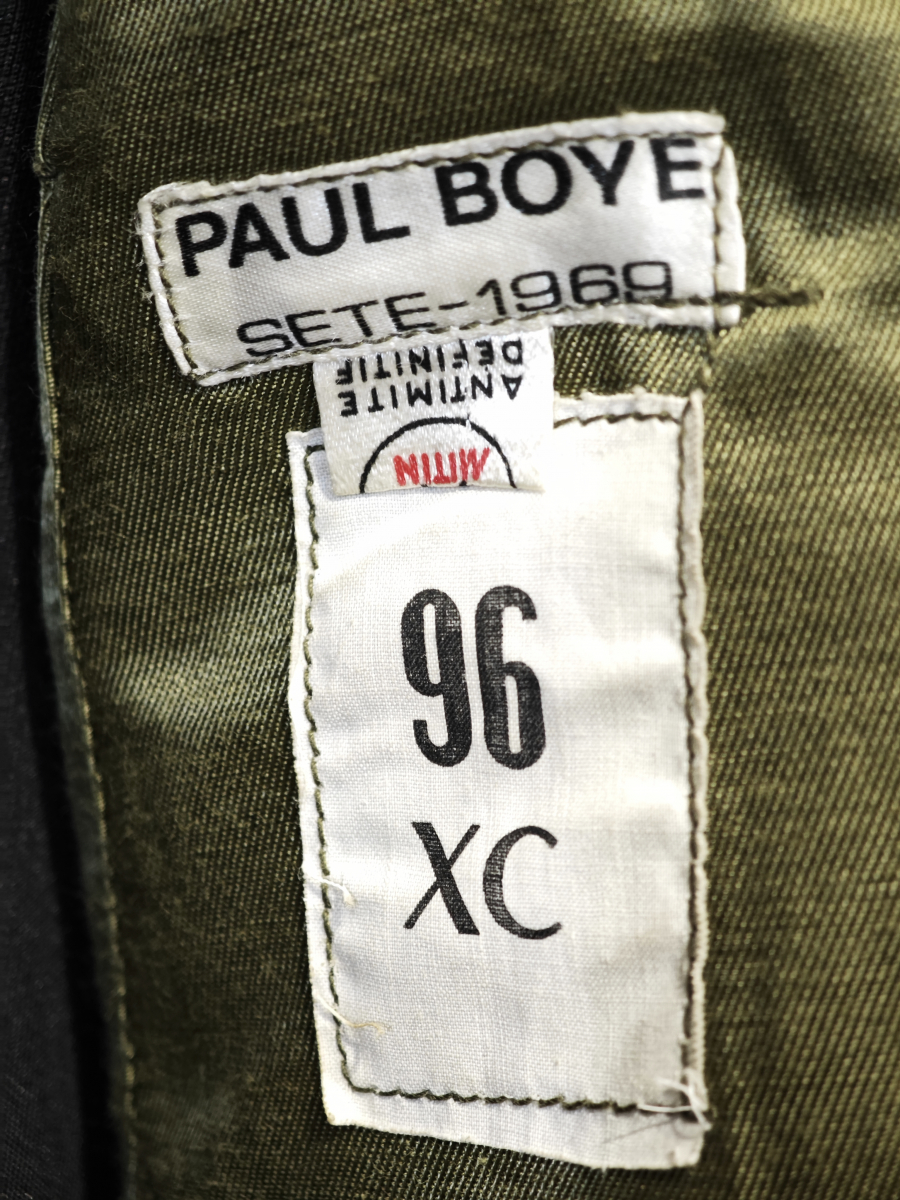 PAUL BOYE
SETE-1969
MITIN
ANTIMITE
DEFINITIF
96
XC